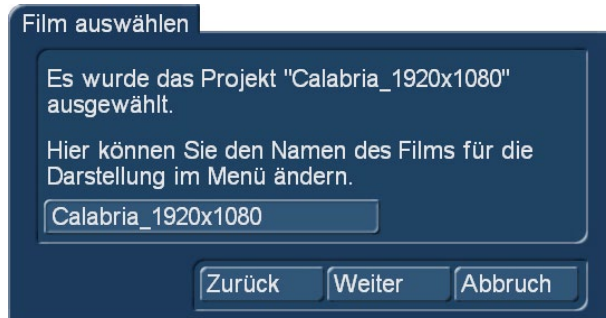 Film auswählen
Es wurde das Projekt "Calabria_1920x1080"
ausgewählt.
Hier können Sie den Namen des Films für die
Darstellung im Menü ändern.
Calabria_1920x1080
Zurück Weiter Abbruch